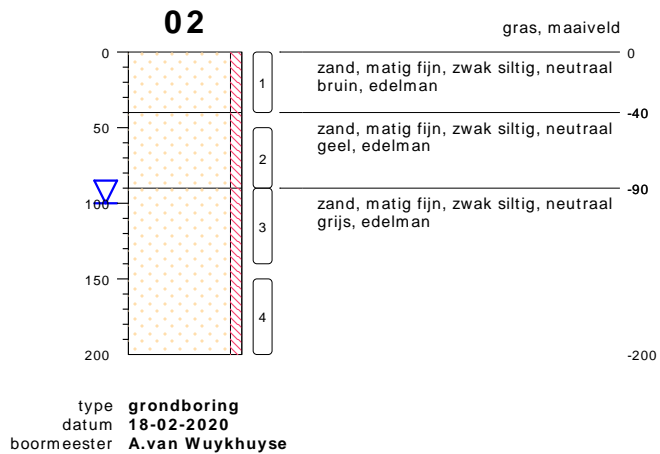 02
gras, maaiveld
0
0
zand, matig fijn, zwak siltig, neutraal
bruin, edelman
1
-40
50
zand, matig fijn, zwak siltig, neutraal
geel, edelman
2
-90
100
zand, matig fijn, zwak siltig, neutraal
grijs, edelman
3
150
4
200
-200
type grondboring
datum 18-02-2020
boormeester A.van Wuykhuyse